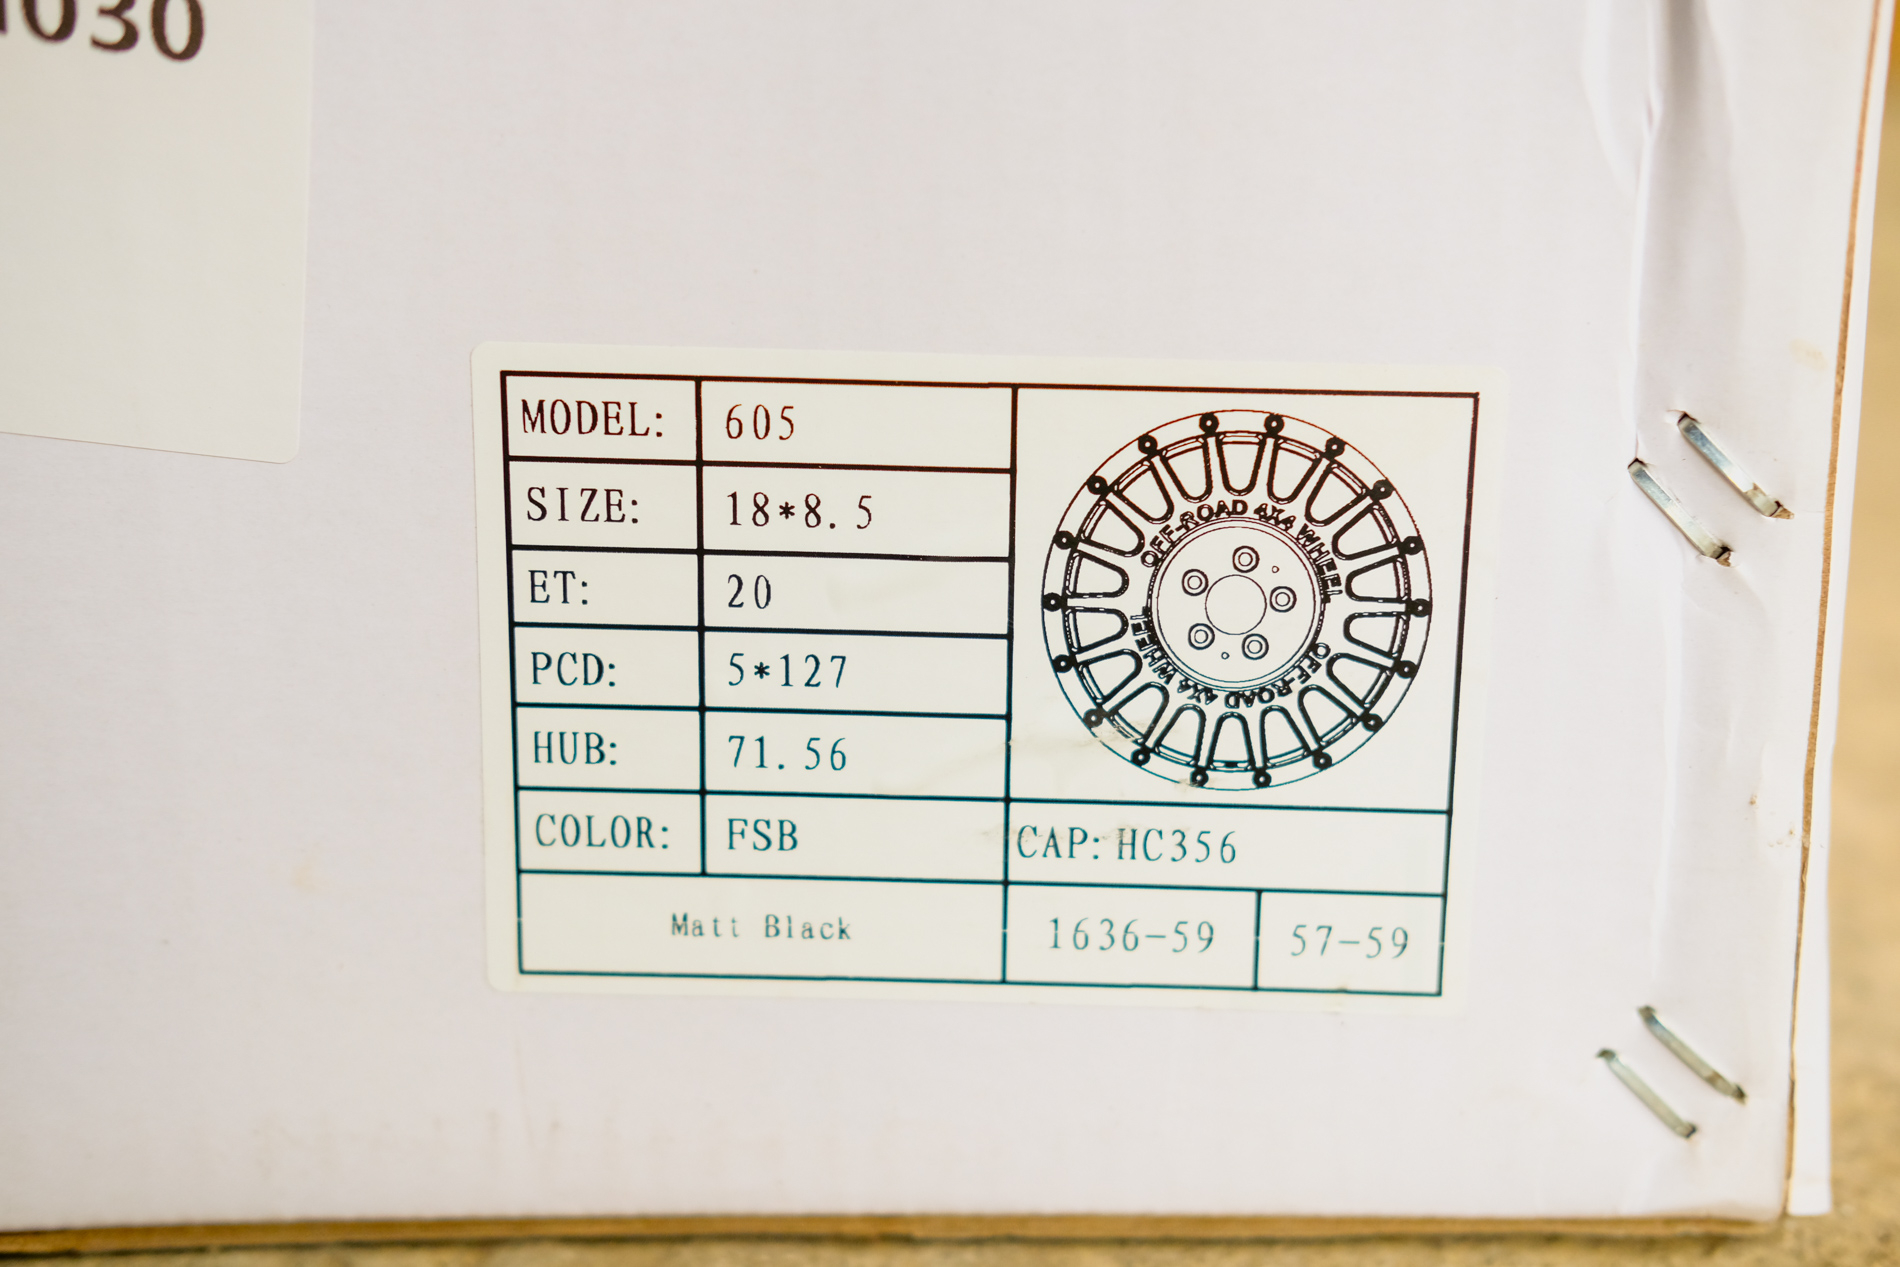 030
MODEL: 605
SIZE: 18*8.5
ET: 20
PCD: 5*127
HUB: 71.56
COLOR: FSB
CAP: HC356
Matt Black
1636-59
57-59
OFF-ROAD 4X4 WHEEL
OFF-ROAD 4X4 WHEEL